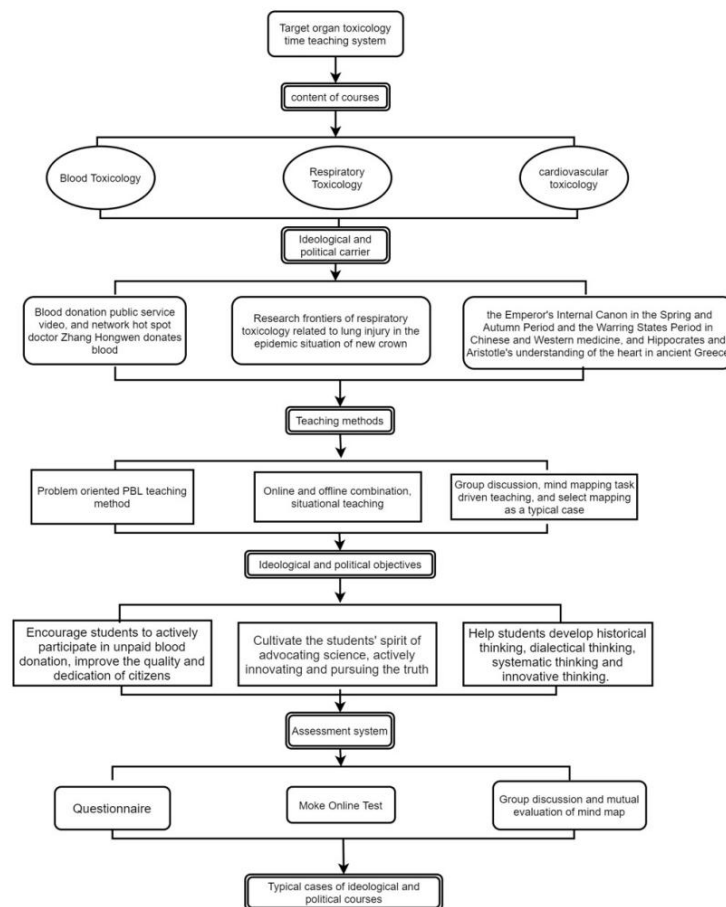 Target organ toxicology
time teaching system
content of courses
Blood Toxicology
Respiratory
Toxicology
cardiovascular
toxicology
Ideological and
political carrier
Blood donation public service
video, and network hot spot
doctor Zhang Hongwen donates
blood
Research frontiers of respiratory
toxicology related to lung injury in the
epidemic situation of new crown
the Emperor's Internal Canon in the Spring and
Autumn Period and the Warring States Period in
Chinese and Western medicine, and Hippocrates and
Aristotle's understanding of the heart in ancient Greece
Teaching methods
Problem oriented PBL teaching
method
Online and offline combination,
situational teaching
Group discussion, mind mapping task
driven teaching, and select mapping
as a typical case
Ideological and political objectives
Encourage students to actively
participate in unpaid blood
donation, improve the quality and
dedication of citizens
Cultivate the students' spirit of
advocating science, actively
innovating and pursuing the truth
Help students develop historical
thinking, dialectical thinking,
systematic thinking and
innovative thinking.
Assessment system
Questionnaire
Moke Online Test
Group discussion and mutual
evaluation of mind map
Typical cases of ideological and
political courses